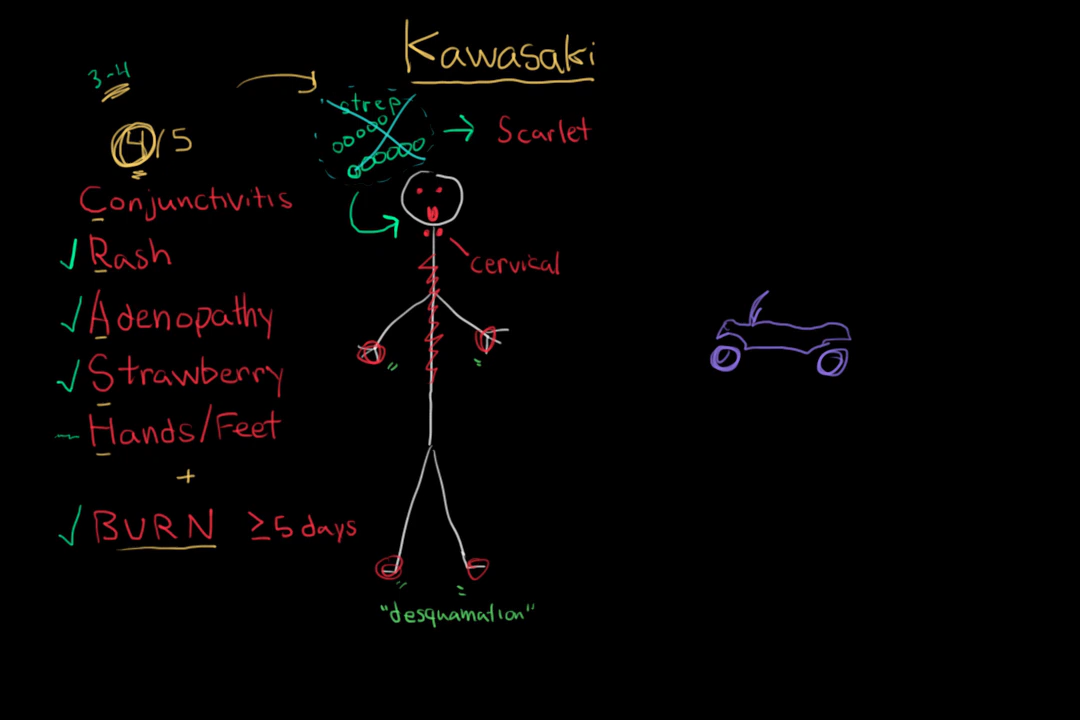 Kawasaki
3-4
strep
4/5
Scarlet
Conjunctivitis
Rash
cervical
Adenopathy
Strawberry
Hands/Feet
+
BURN ≥5 days
"desquamation"